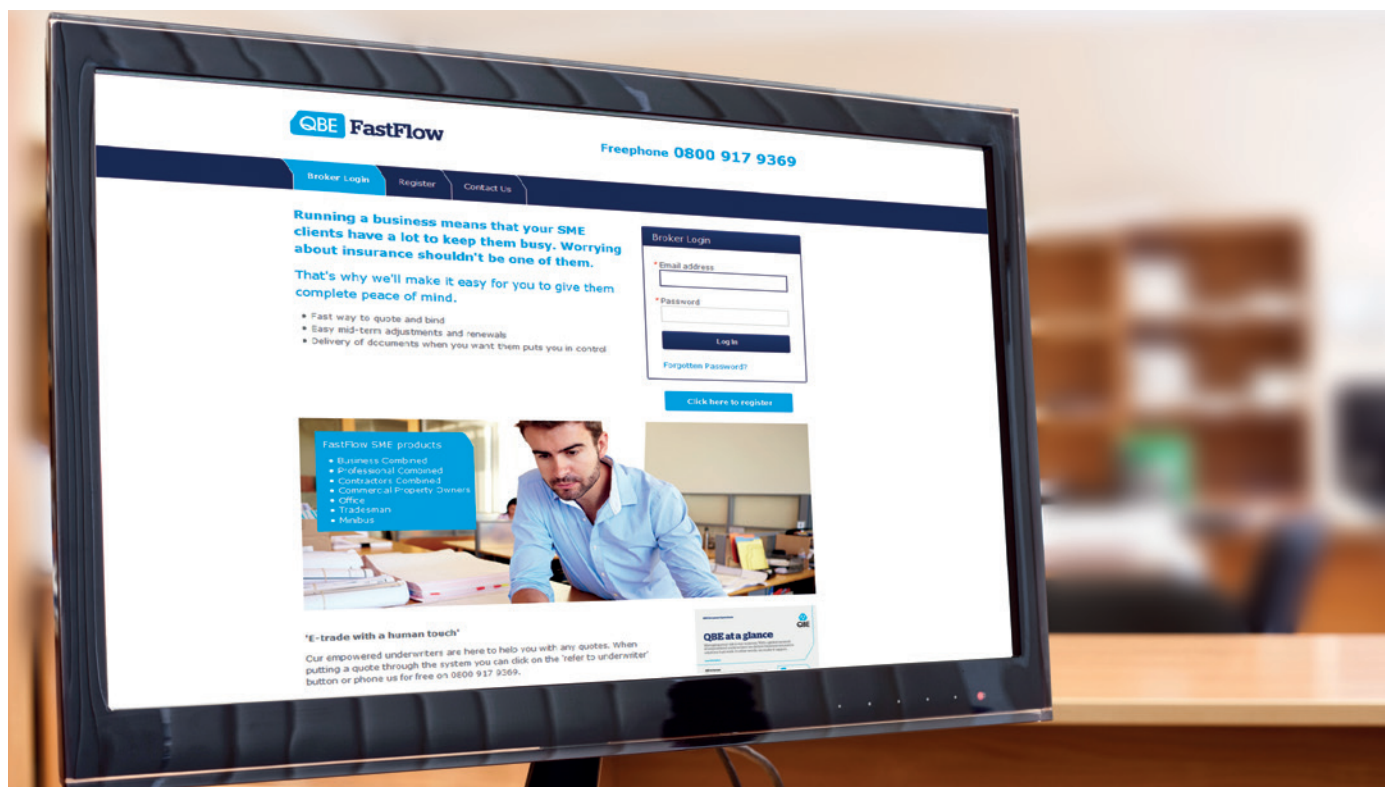 QBE FastFlow
Freephone 0800 917 9369
Broker Login
Register
Contact Us
Running a business means that your SME
clients have a lot to keep them busy. Worrying
about insurance shouldn't be one of them.
That's why we'll make it easy for you to give them
complete peace of mind.
• Fast way to quote and bind
• Easy mid-term adjustments and renewals
• Delivery of documents when you want them puts you in control
Broker Login
* Email address
* Password
Log In
Forgotten Password?
Click here to register
FastFlow SME products
• Business Combined
• Professional Combined
• Contractors Combined
• Commercial Property Owners
• Office
• Tradesman
• Minibus
'E-trade with a human touch'
Our empowered underwriters are here to help you with any quotes. When
putting a quote through the system you can click on the 'refer to underwriter'
button or phone us for free on 0800 917 9369.
QBE
QBE at a glance